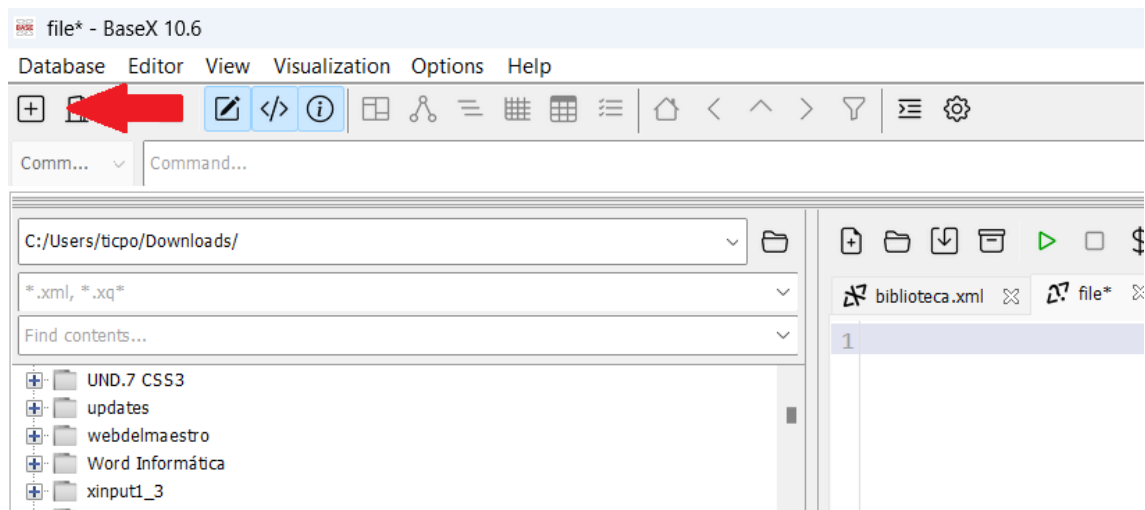 BASE file* - BaseX 10.6
Database Editor View Visualization Options Help
Comm... Command...
C:/Users/ticpo/Downloads/
*.xml, *.xq*
biblioteca.xml file*
Find contents...
1
UND.7 CSS3
updates
webdelmaestro
Word Informática
xinput1_3